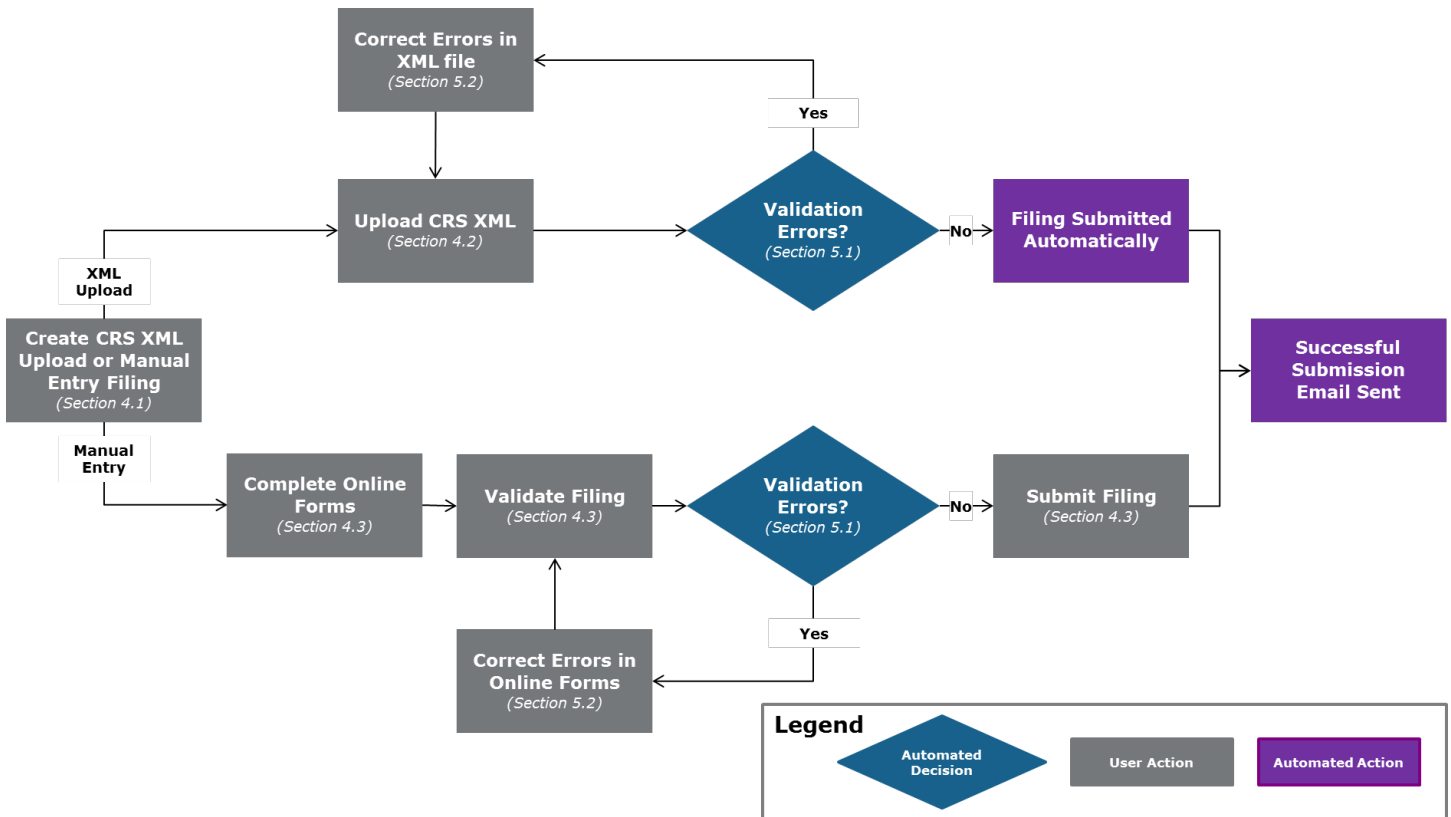 Correct Errors in
XML file
(Section 5.2)
Yes
Upload CRS XML
(Section 4.2)
Validation
Errors?
(Section 5.1)
No
Filing Submitted
Automatically
XML
Upload
Create CRS XML
Upload or Manual
Entry Filing
(Section 4.1)
Successful
Submission
Email Sent
Manual
Entry
Complete Online
Forms
(Section 4.3)
Validate Filing
(Section 4.3)
Validation
Errors?
(Section 5.1)
No
Submit Filing
(Section 4.3)
Yes
Correct Errors in
Online Forms
(Section 5.2)
Legend
Automated
Decision
User Action
Automated Action